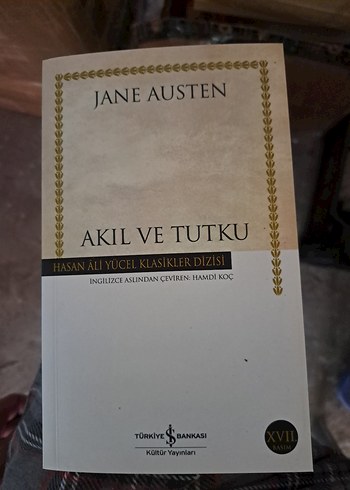 JANE AUSTEN
AKIL VE TUTKU
HASAN ÂLİ YÜCEL KLASİKLER DİZİSİ
İNGİLİZCE ASLINDAN ÇEVİREN: HAMDİ KOÇ
TÜRKİYE İŞ BANKASI
Kültür Yayınları
XVII.
BASIM